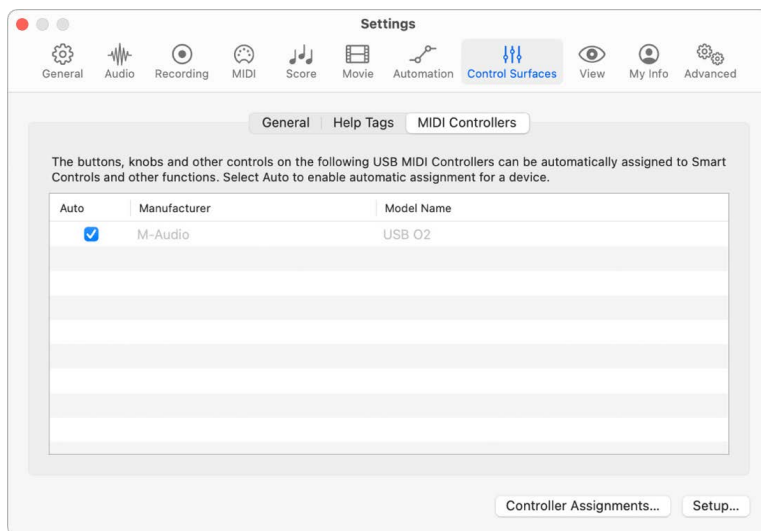 Settings
General Audio Recording MIDI Score Movie Automation Control Surfaces View My Info Advanced
General Help Tags MIDI Controllers
The buttons, knobs and other controls on the following USB MIDI Controllers can be automatically assigned to Smart
Controls and other functions. Select Auto to enable automatic assignment for a device.
Auto Manufacturer Model Name
M-Audio USB O2
Controller Assignments... Setup...